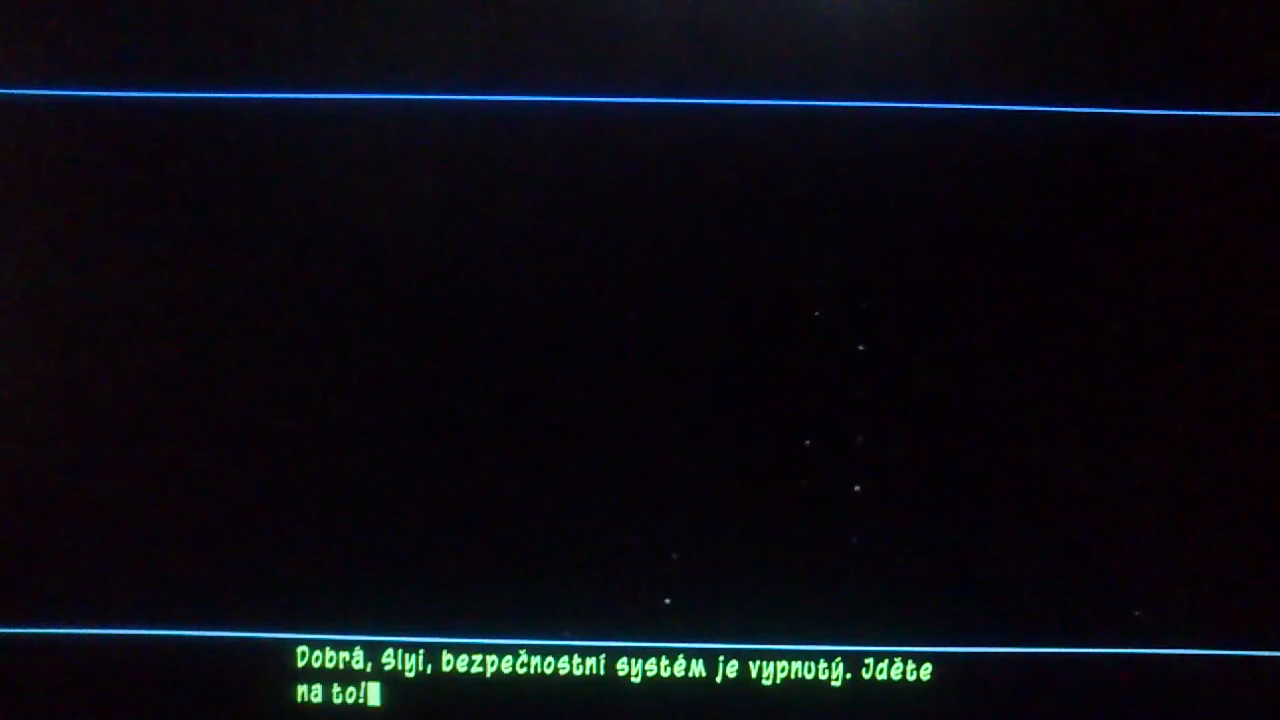 Dobrá, Slyi, bezpečnostní systém je vypnutý. Jděte
na to!